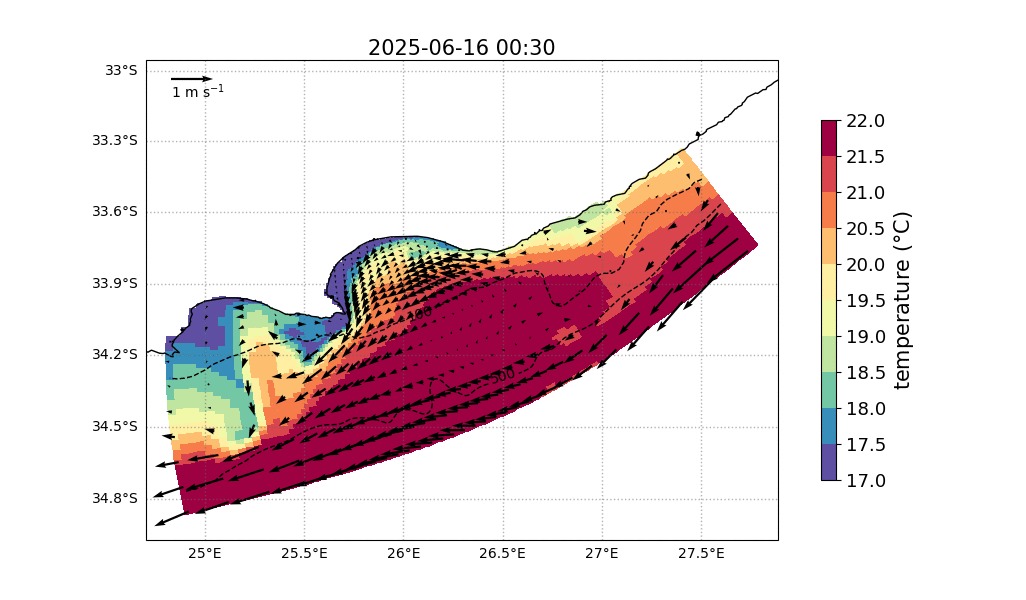 2025-06-16 00:30
1 m s⁻¹
33°S
33.3°S
33.6°S
33.9°S
34.2°S
34.5°S
34.8°S
25°E
25.5°E
26°E
26.5°E
27°E
27.5°E
100
500
22.0
21.5
21.0
20.5
20.0
19.5
19.0
18.5
18.0
17.5
17.0
temperature (°C)